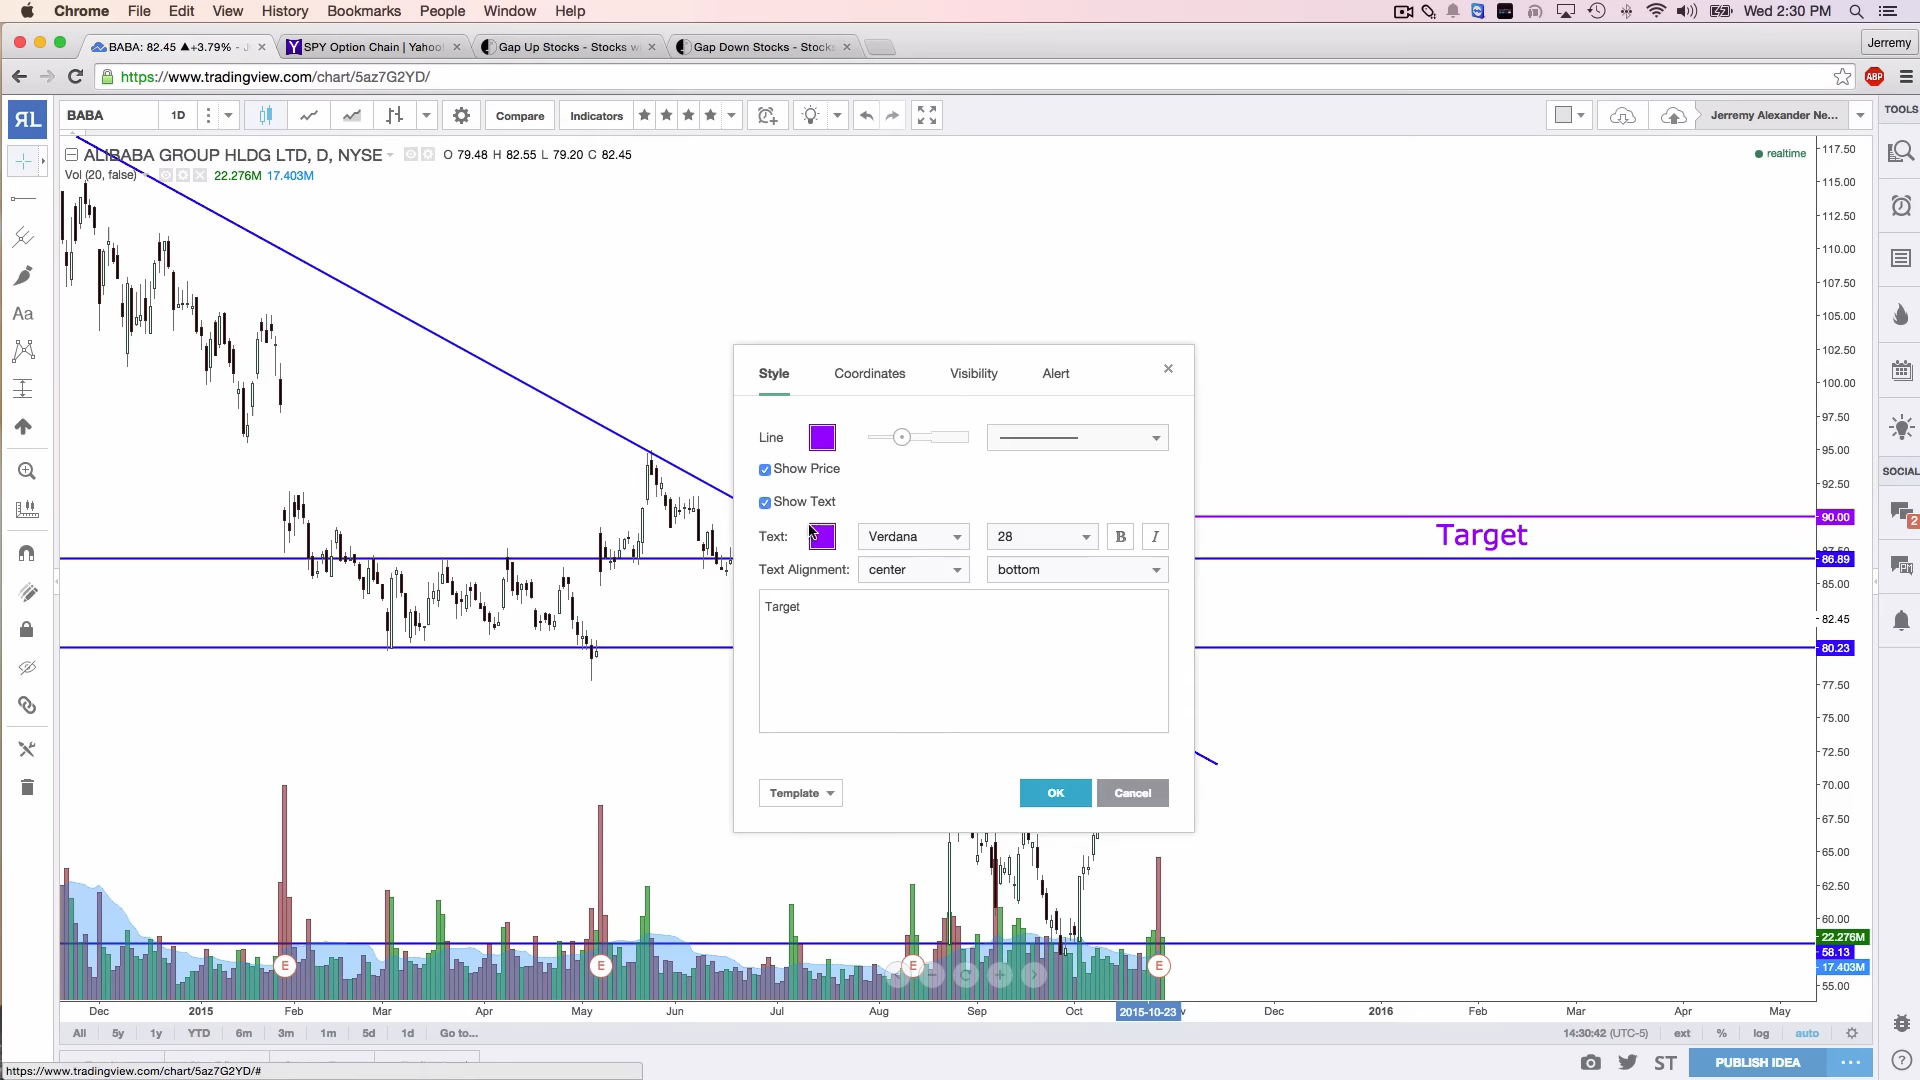 Chrome File Edit View History Bookmarks People Window Help Wed 2:30 PM
BABA: 82.45 ▲+3.79% - SPY Option Chain | Yahoo! Gap Up Stocks - Stocks w Gap Down Stocks - Stock Jerremy
https://www.tradingview.com/chart/5az7G2YD/ ABP
BABA 1D Compare Indicators Jerremy Alexander Ne... TOOLS
ALIBABA GROUP HLDG LTD, D, NYSE O 79.48 H 82.55 L 79.20 C 82.45 realtime
Vol (20, false) 22.276M 17.403M
117.50
115.00
112.50
110.00
107.50
105.00
102.50
100.00
97.50
95.00
92.50
90.00
86.89
85.00
82.45
80.23
77.50
75.00
72.50
70.00
67.50
65.00
62.50
60.00
22.276M
58.13
17.403M
55.00
Aa
SOCIAL
2
Style Coordinates Visibility Alert
Line
Show Price
Show Text
Text: Verdana 28 B I
Text Alignment: center bottom
Target
Template OK Cancel
Target
E E E E
Dec 2015 Feb Mar Apr May Jun Jul Aug Sep Oct 2015-10-23 Dec 2016 Feb Mar Apr May
All 5y 1y YTD 6m 3m 1m 5d 1d Go to... 14:30:42 (UTC-5) ext % log auto
ST PUBLISH IDEA ...
https://www.tradingview.com/chart/5az7G2YD/#